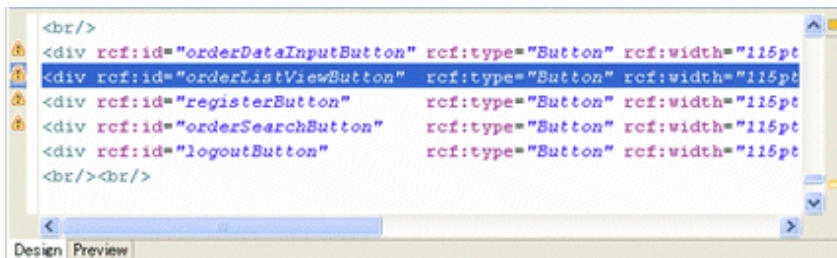 <br/>
<div rcf:id="orderDataInputButton" rcf:type="Button" rcf:width="115pt
<div rcf:id="orderListViewButton" rcf:type="Button" rcf:width="115pt
<div rcf:id="registerButton" rcf:type="Button" rcf:width="115pt
<div rcf:id="orderSearchButton" rcf:type="Button" rcf:width="115pt
<div rcf:id="logoutButton" rcf:type="Button" rcf:width="115pt
<br/><br/>
Design Preview